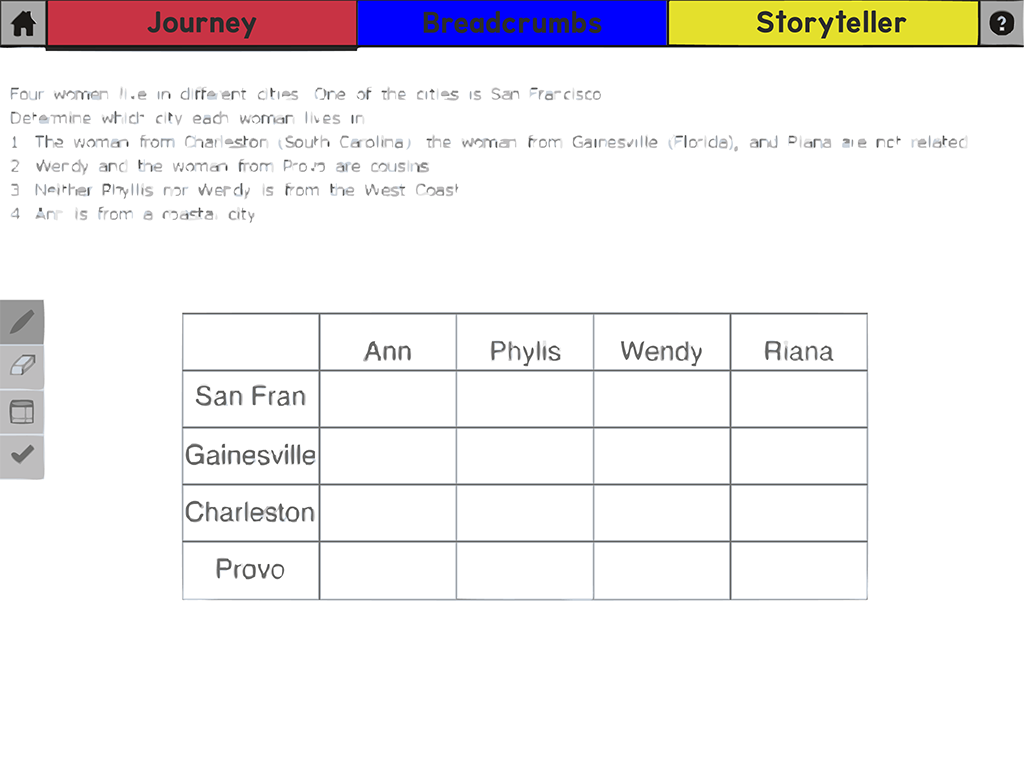 Journey Breadcrumbs Storyteller
Four women live in different cities One of the cities is San Francisco
Determine which city each woman lives in
1 The woman from Charleston (South Carolina) the woman from Gainesville (Florida), and Riana are not related
2 Wendy and the woman from Provo are cousins
3 Neither Phyllis nor Wendy is from the West Coast
4 Ann is from a coastal city
Ann Phylis Wendy Riana
San Fran
Gainesville
Charleston
Provo